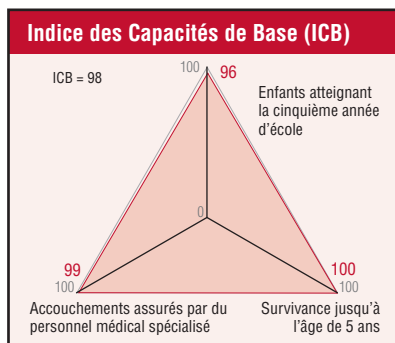 Indice des Capacités de Base (ICB)
ICB = 98
100
96
Enfants atteignant
la cinquième année
d'école
0
99
100
100
100
Accouchements assurés par du
personnel médical spécialisé
Survivance jusqu'à
l'âge de 5 ans